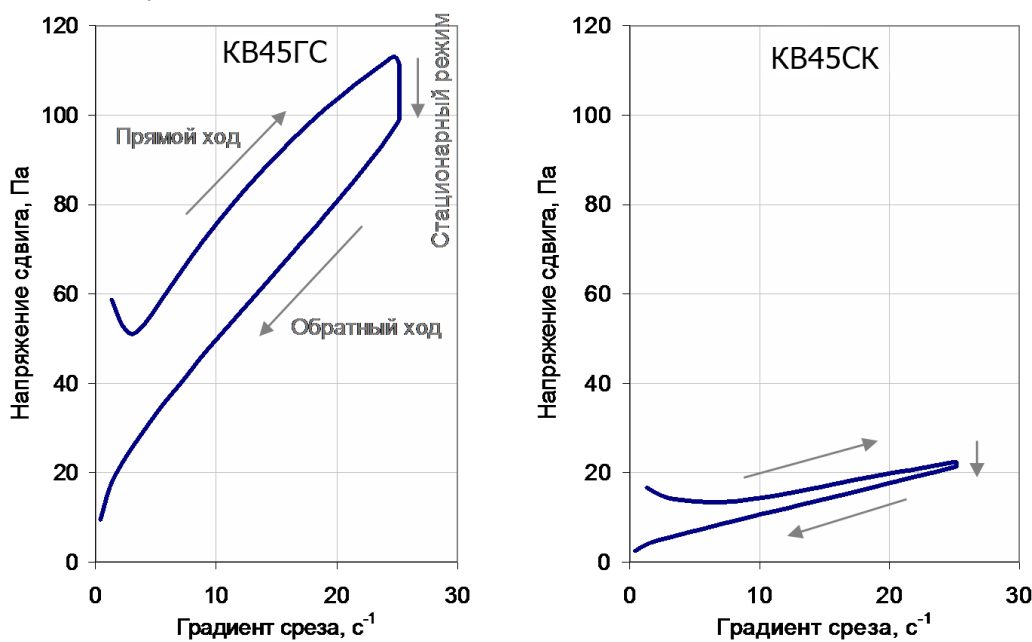 КВ45ГС
Прямой ход
Стационарный режим
Обратный ход
Напряжение сдвига, Па
120
100
80
60
40
20
0
0 10 20 30
Градиент среза, с⁻¹
КВ45СК
Напряжение сдвига, Па
120
100
80
60
40
20
0
0 10 20 30
Градиент среза, с⁻¹